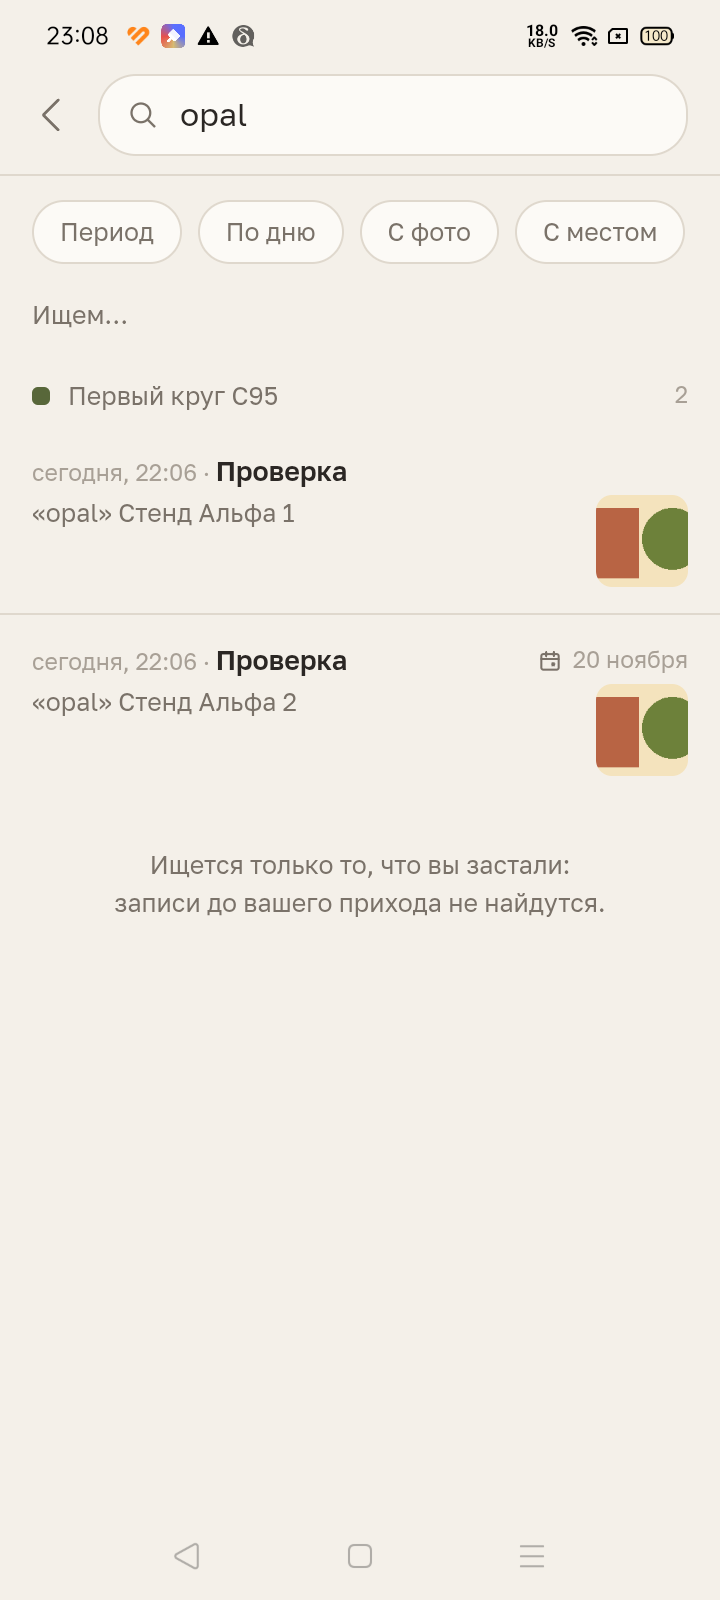 23:08
18.0
KB/S
100
opal
Период
По дню
С фото
С местом
Ищем...
Первый круг С95
2
сегодня, 22:06 · Проверка
«opal» Стенд Альфа 1
сегодня, 22:06 · Проверка
20 ноября
«opal» Стенд Альфа 2
Ищется только то, что вы застали:
записи до вашего прихода не найдутся.